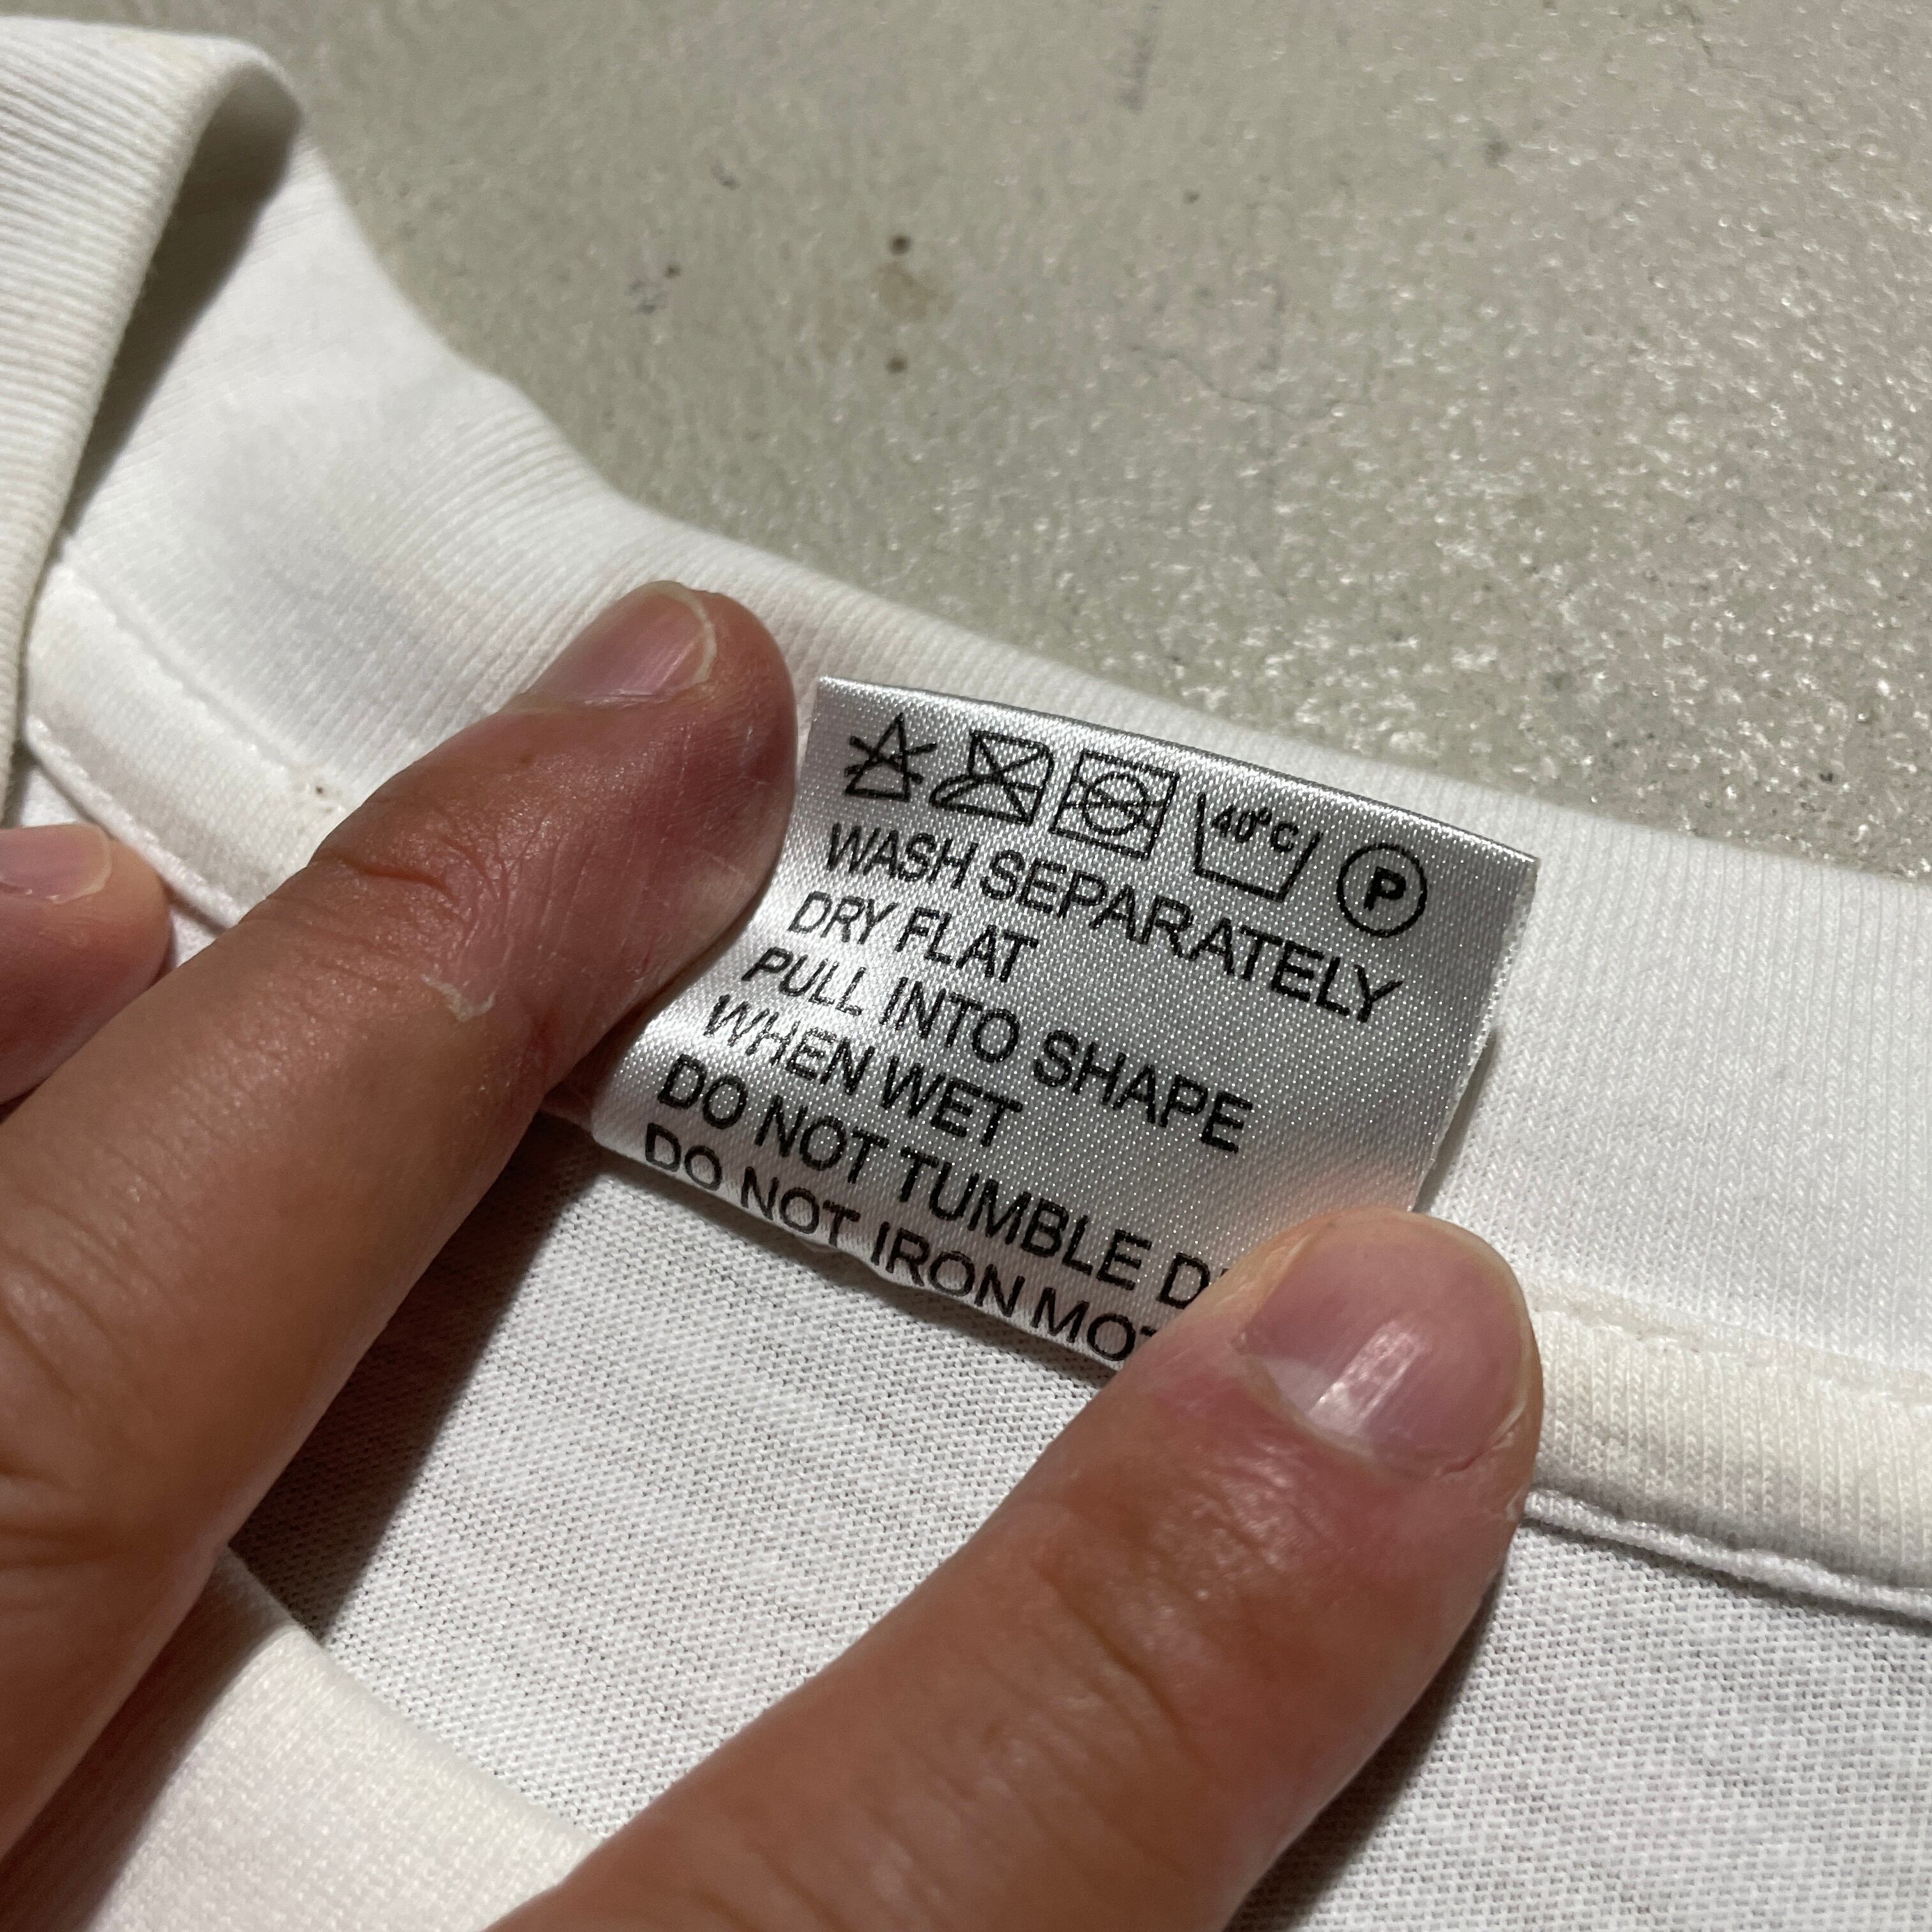 40°C P
WASH SEPARATELY
DRY FLAT
PULL INTO SHAPE
WHEN WET
DO NOT TUMBLE
DO NOT IRON